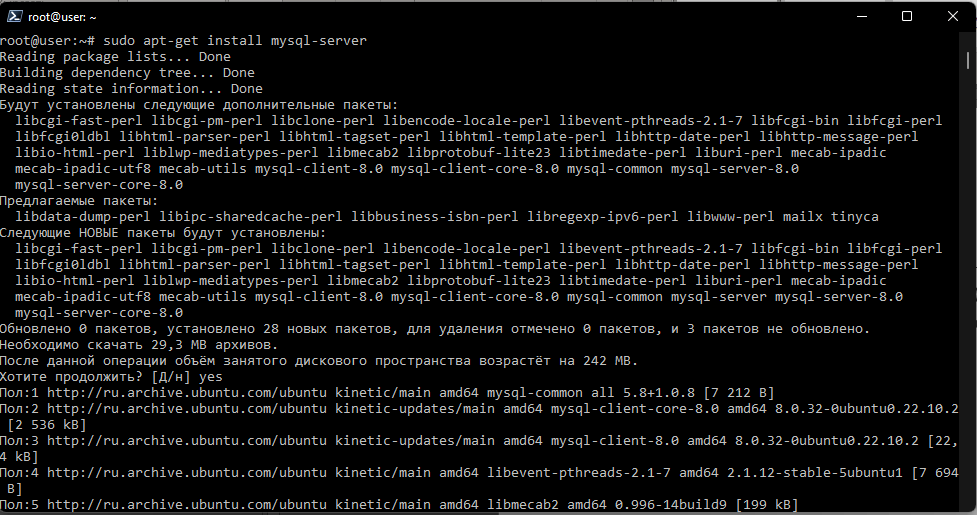 root@user: ~
root@user:~# sudo apt-get install mysql-server
Reading package lists... Done
Building dependency tree... Done
Reading state information... Done
Будут установлены следующие дополнительные пакеты:
  libcgi-fast-perl libcgi-pm-perl libclone-perl libencode-locale-perl libevent-pthreads-2.1-7 libfcgi-bin libfcgi-perl
  libfcgi0ldbl libhtml-parser-perl libhtml-tagset-perl libhtml-template-perl libhttp-date-perl libhttp-message-perl
  libio-html-perl liblwp-mediatypes-perl libmecab2 libprotobuf-lite23 libtimedate-perl liburi-perl mecab-ipadic
  mecab-ipadic-utf8 mecab-utils mysql-client-8.0 mysql-client-core-8.0 mysql-common mysql-server-8.0
  mysql-server-core-8.0
Предлагаемые пакеты:
  libdata-dump-perl libipc-sharedcache-perl libbusiness-isbn-perl libregexp-ipv6-perl libwww-perl mailx tinyca
Следующие НОВЫЕ пакеты будут установлены:
  libcgi-fast-perl libcgi-pm-perl libclone-perl libencode-locale-perl libevent-pthreads-2.1-7 libfcgi-bin libfcgi-perl
  libfcgi0ldbl libhtml-parser-perl libhtml-tagset-perl libhtml-template-perl libhttp-date-perl libhttp-message-perl
  libio-html-perl liblwp-mediatypes-perl libmecab2 libprotobuf-lite23 libtimedate-perl liburi-perl mecab-ipadic
  mecab-ipadic-utf8 mecab-utils mysql-client-8.0 mysql-client-core-8.0 mysql-common mysql-server mysql-server-8.0
  mysql-server-core-8.0
Обновлено 0 пакетов, установлено 28 новых пакетов, для удаления отмечено 0 пакетов, и 3 пакетов не обновлено.
Необходимо скачать 29,3 MB архивов.
После данной операции объём занятого дискового пространства возрастёт на 242 MB.
Хотите продолжить? [Д/н] yes
Пол:1 http://ru.archive.ubuntu.com/ubuntu kinetic/main amd64 mysql-common all 5.8+1.0.8 [7 212 B]
Пол:2 http://ru.archive.ubuntu.com/ubuntu kinetic-updates/main amd64 mysql-client-core-8.0 amd64 8.0.32-0ubuntu0.22.10.2
 [2 536 kB]
Пол:3 http://ru.archive.ubuntu.com/ubuntu kinetic-updates/main amd64 mysql-client-8.0 amd64 8.0.32-0ubuntu0.22.10.2 [22,
4 kB]
Пол:4 http://ru.archive.ubuntu.com/ubuntu kinetic/main amd64 libevent-pthreads-2.1-7 amd64 2.1.12-stable-5ubuntu1 [7 694
 B]
Пол:5 http://ru.archive.ubuntu.com/ubuntu kinetic/main amd64 libmecab2 amd64 0.996-14build9 [199 kB]